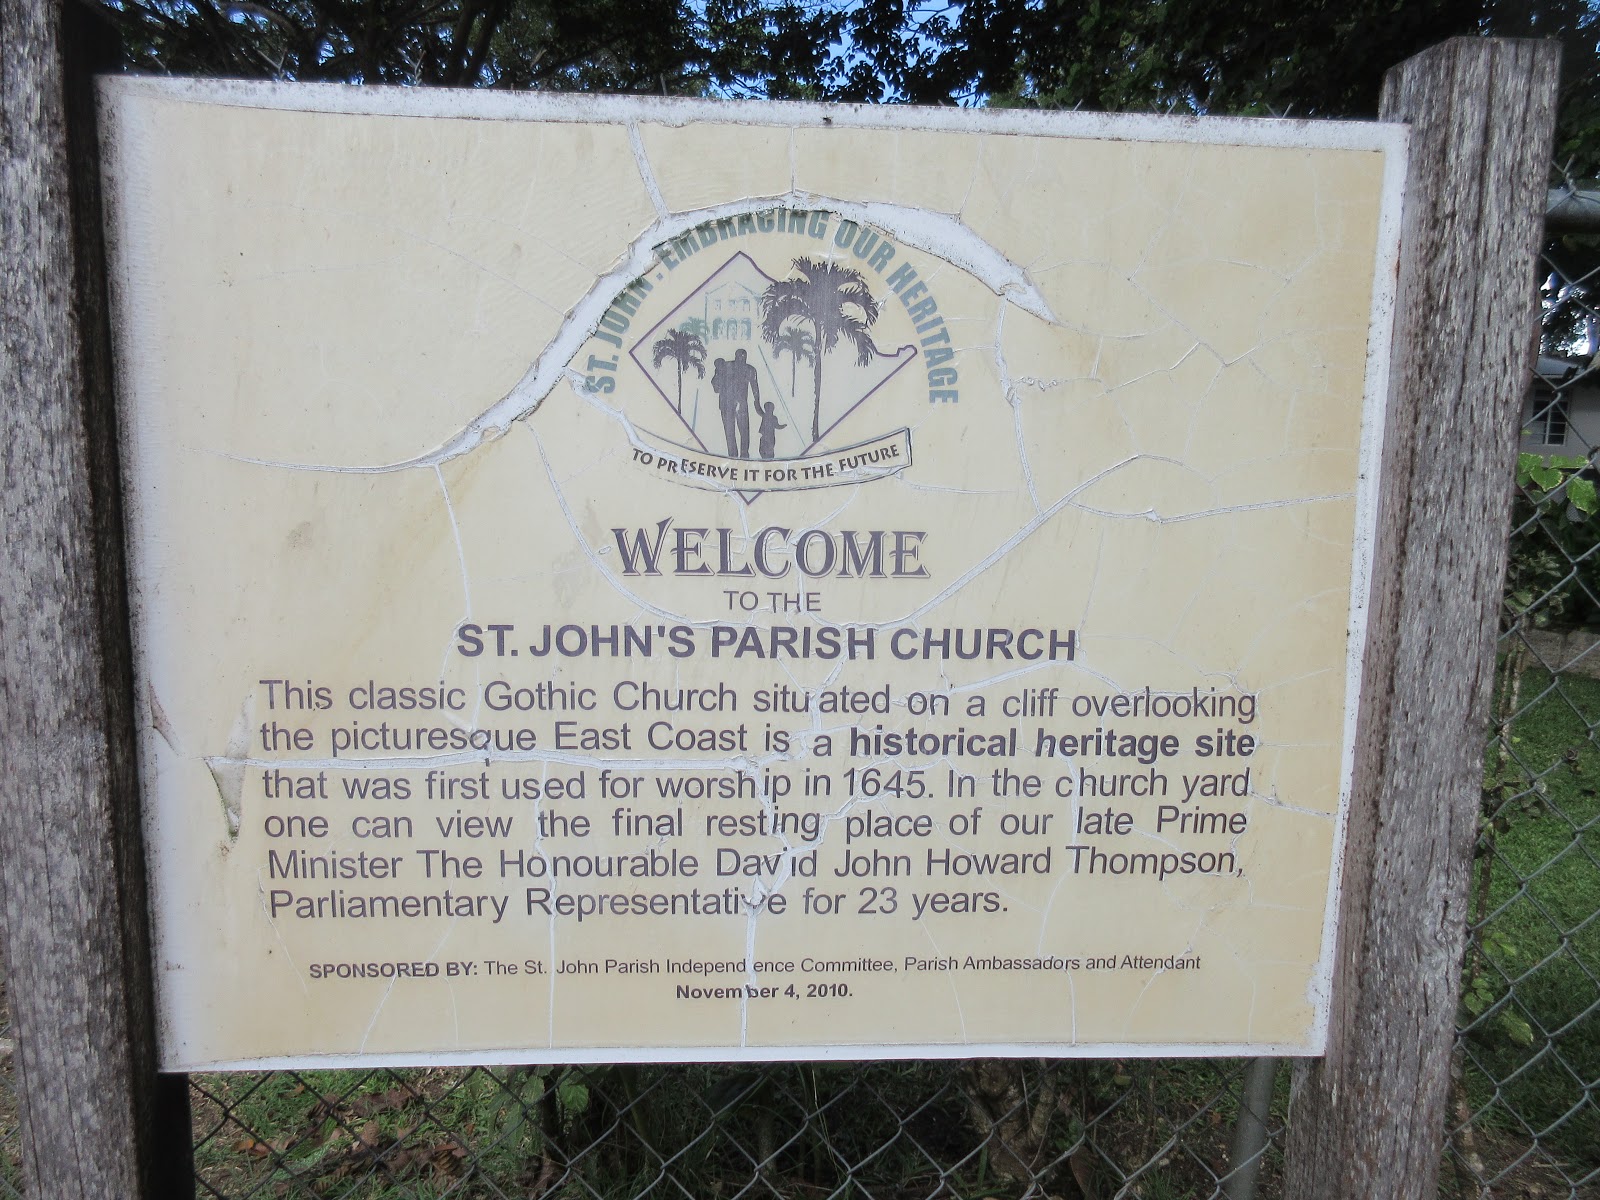 ST. JOHN : EMBRACING OUR HERITAGE
TO PRESERVE IT FOR THE FUTURE
WELCOME
TO THE
ST. JOHN'S PARISH CHURCH
This classic Gothic Church situated on a cliff overlooking
the picturesque East Coast is a historical heritage site
that was first used for worship in 1645. In the church yard
one can view the final resting place of our late Prime
Minister The Honourable David John Howard Thompson,
Parliamentary Representative for 23 years.
SPONSORED BY: The St. John Parish Independence Committee, Parish Ambassadors and Attendant
November 4, 2010.